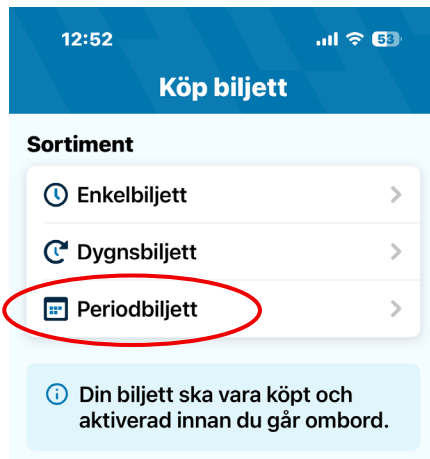 12:52
53
Köp biljett
Sortiment
Enkelbiljett
Dygnsbiljett
Periodbiljett
Din biljett ska vara köpt och
aktiverad innan du går ombord.